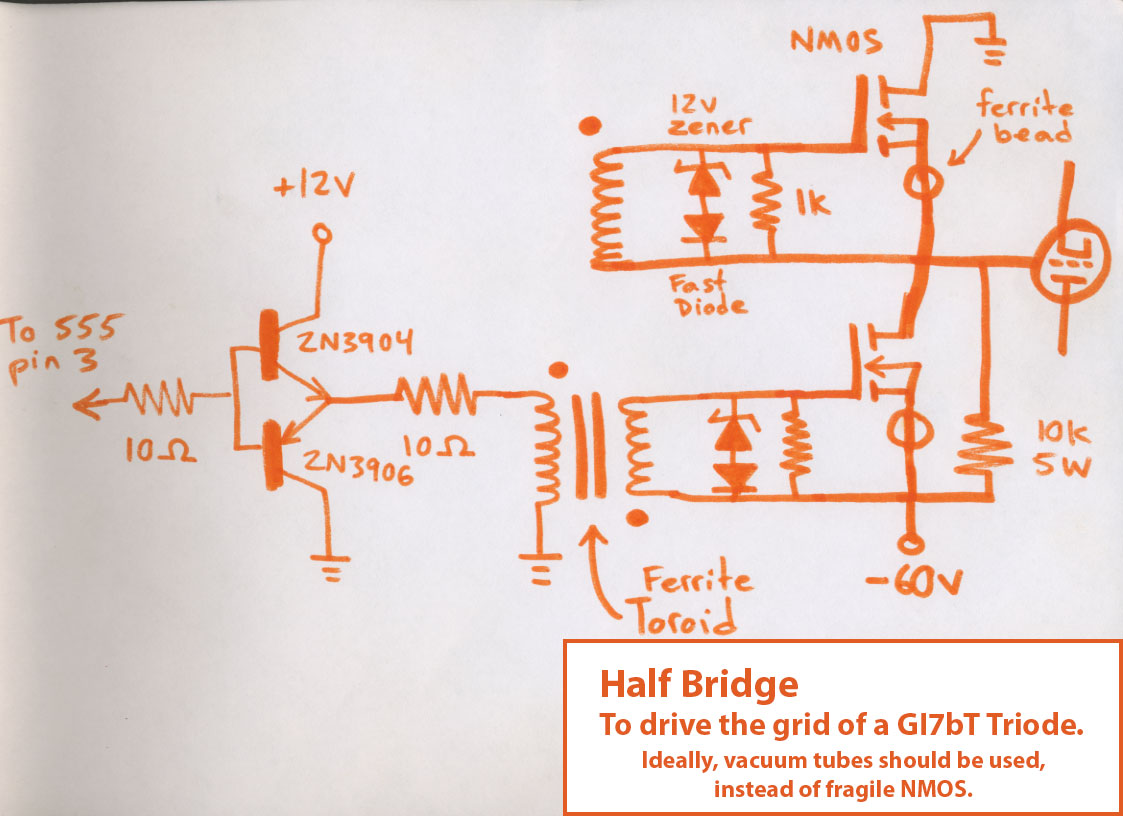 NMOS
12v
zener
ferrite
bead
+12V
1k
Fast
Diode
To 555
pin 3
2N3904
10Ω
10Ω
2N3906
10k
5W
-60V
Ferrite
Toroid
Half Bridge
To drive the grid of a GI7bT Triode.
Ideally, vacuum tubes should be used,
instead of fragile NMOS.